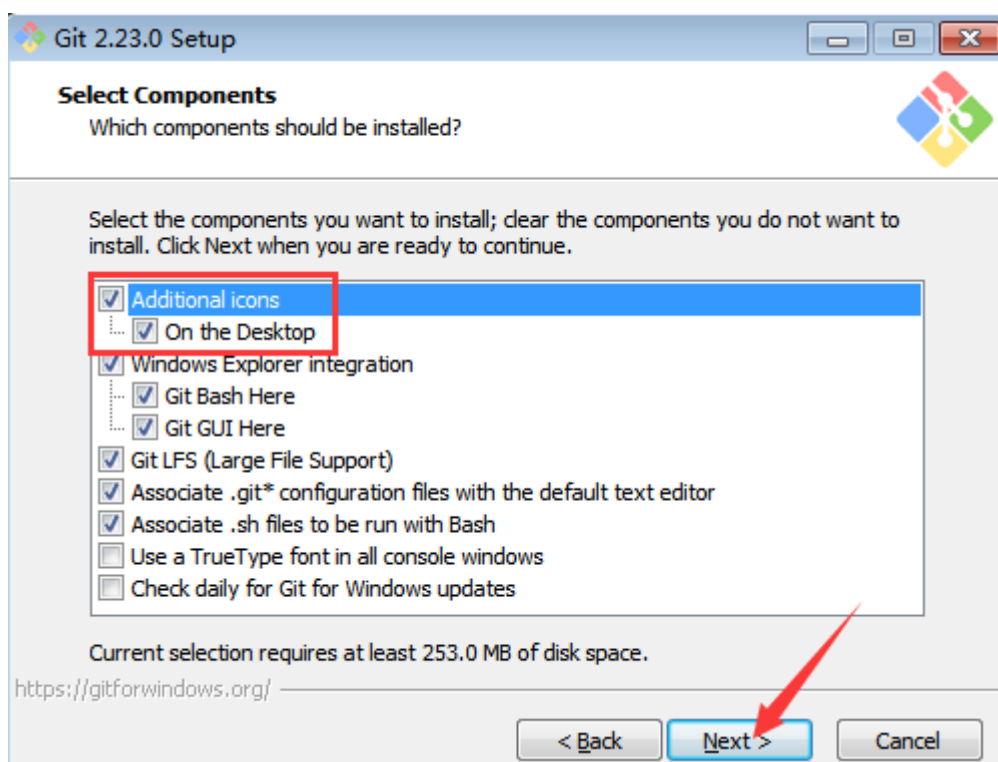 Git 2.23.0 Setup
Select Components
Which components should be installed?
Select the components you want to install; clear the components you do not want to
install. Click Next when you are ready to continue.
Additional icons
On the Desktop
Windows Explorer integration
Git Bash Here
Git GUI Here
Git LFS (Large File Support)
Associate .git* configuration files with the default text editor
Associate .sh files to be run with Bash
Use a TrueType font in all console windows
Check daily for Git for Windows updates
Current selection requires at least 253.0 MB of disk space.
https://gitforwindows.org/
< Back Next > Cancel